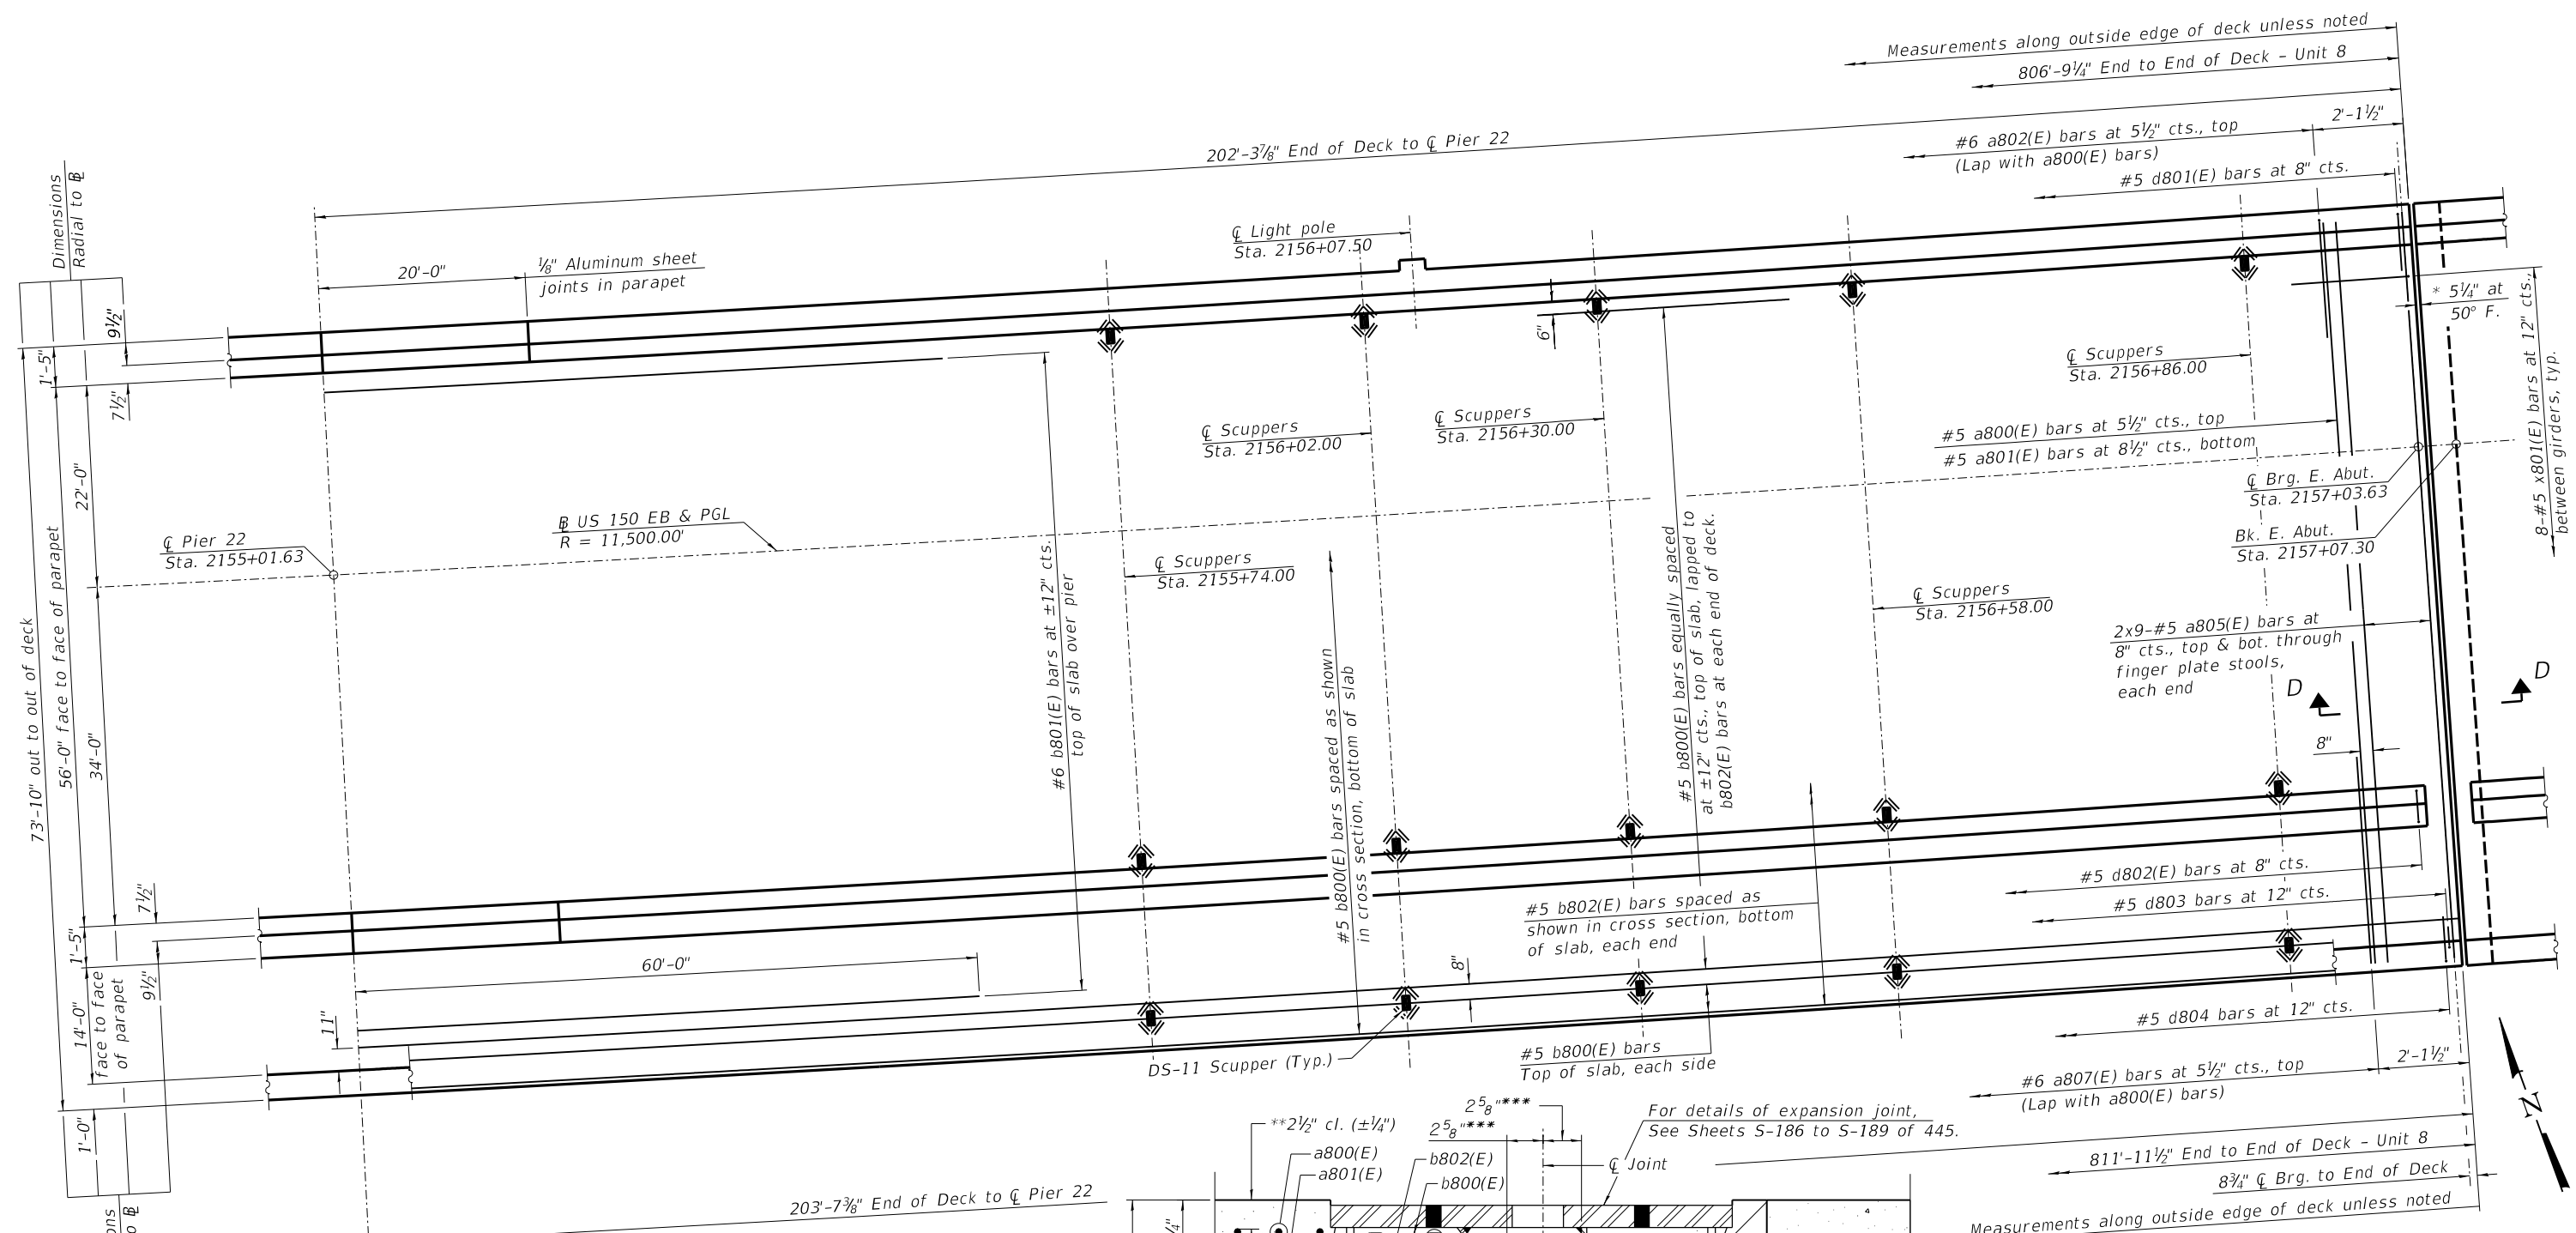 Measurements along outside edge of deck unless noted
806'-9¼" End to End of Deck - Unit 8
202'-3⅞" End of Deck to ℄ Pier 22
#6 a802(E) bars at 5½" cts., top
(Lap with a800(E) bars)
2'-1½"
#5 d801(E) bars at 8" cts.
Dimensions
Radial to ℄
℄ Light pole
Sta. 2156+07.50
20'-0"
⅛" Aluminum sheet
joints in parapet
9½"
1'-5"
7½"
6"
* 5¼" at
50° F.
8-#5 x801(E) bars at 12" cts.,
between girders, typ.
℄ Scuppers
Sta. 2156+86.00
℄ Scuppers
Sta. 2156+02.00
℄ Scuppers
Sta. 2156+30.00
#5 a800(E) bars at 5½" cts., top
#5 a801(E) bars at 8½" cts., bottom
℄ Brg. E. Abut.
Sta. 2157+03.63
Bk. E. Abut.
Sta. 2157+07.30
22'-0"
℄ Pier 22
Sta. 2155+01.63
B̵ US 150 EB & PGL
R = 11,500.00'
℄ Scuppers
Sta. 2155+74.00
℄ Scuppers
Sta. 2156+58.00
73'-10" out to out of deck
56'-0" face to face of parapet
34'-0"
#6 b801(E) bars at ±12" cts.
top of slab over pier
#5 b800(E) bars spaced as shown
in cross section, bottom of slab
#5 b800(E) bars equally spaced
at ±12" cts., top of slab, lapped to
b802(E) bars at each end of deck.
2x9-#5 a805(E) bars at
8" cts., top & bot. through
finger plate stools,
each end
D
D
8"
7½"
1'-5"
9½"
14'-0"
face to face
of parapet
60'-0"
11"
#5 b802(E) bars spaced as
shown in cross section, bottom
of slab, each end
8"
#5 d802(E) bars at 8" cts.
#5 d803 bars at 12" cts.
#5 d804 bars at 12" cts.
DS-11 Scupper (Typ.)
#5 b800(E) bars
Top of slab, each side
#6 a807(E) bars at 5½" cts., top
(Lap with a800(E) bars)
2'-1½"
N
1'-0"
**2½" cl. (±¼")
a800(E)
a801(E)
2⅝"***
2⅝"***
b802(E)
b800(E)
For details of expansion joint,
See Sheets S-186 to S-189 of 445.
℄ Joint
811'-11½" End to End of Deck - Unit 8
8¾" ℄ Brg. to End of Deck
Measurements along outside edge of deck unless noted
203'-7⅜" End of Deck to ℄ Pier 22